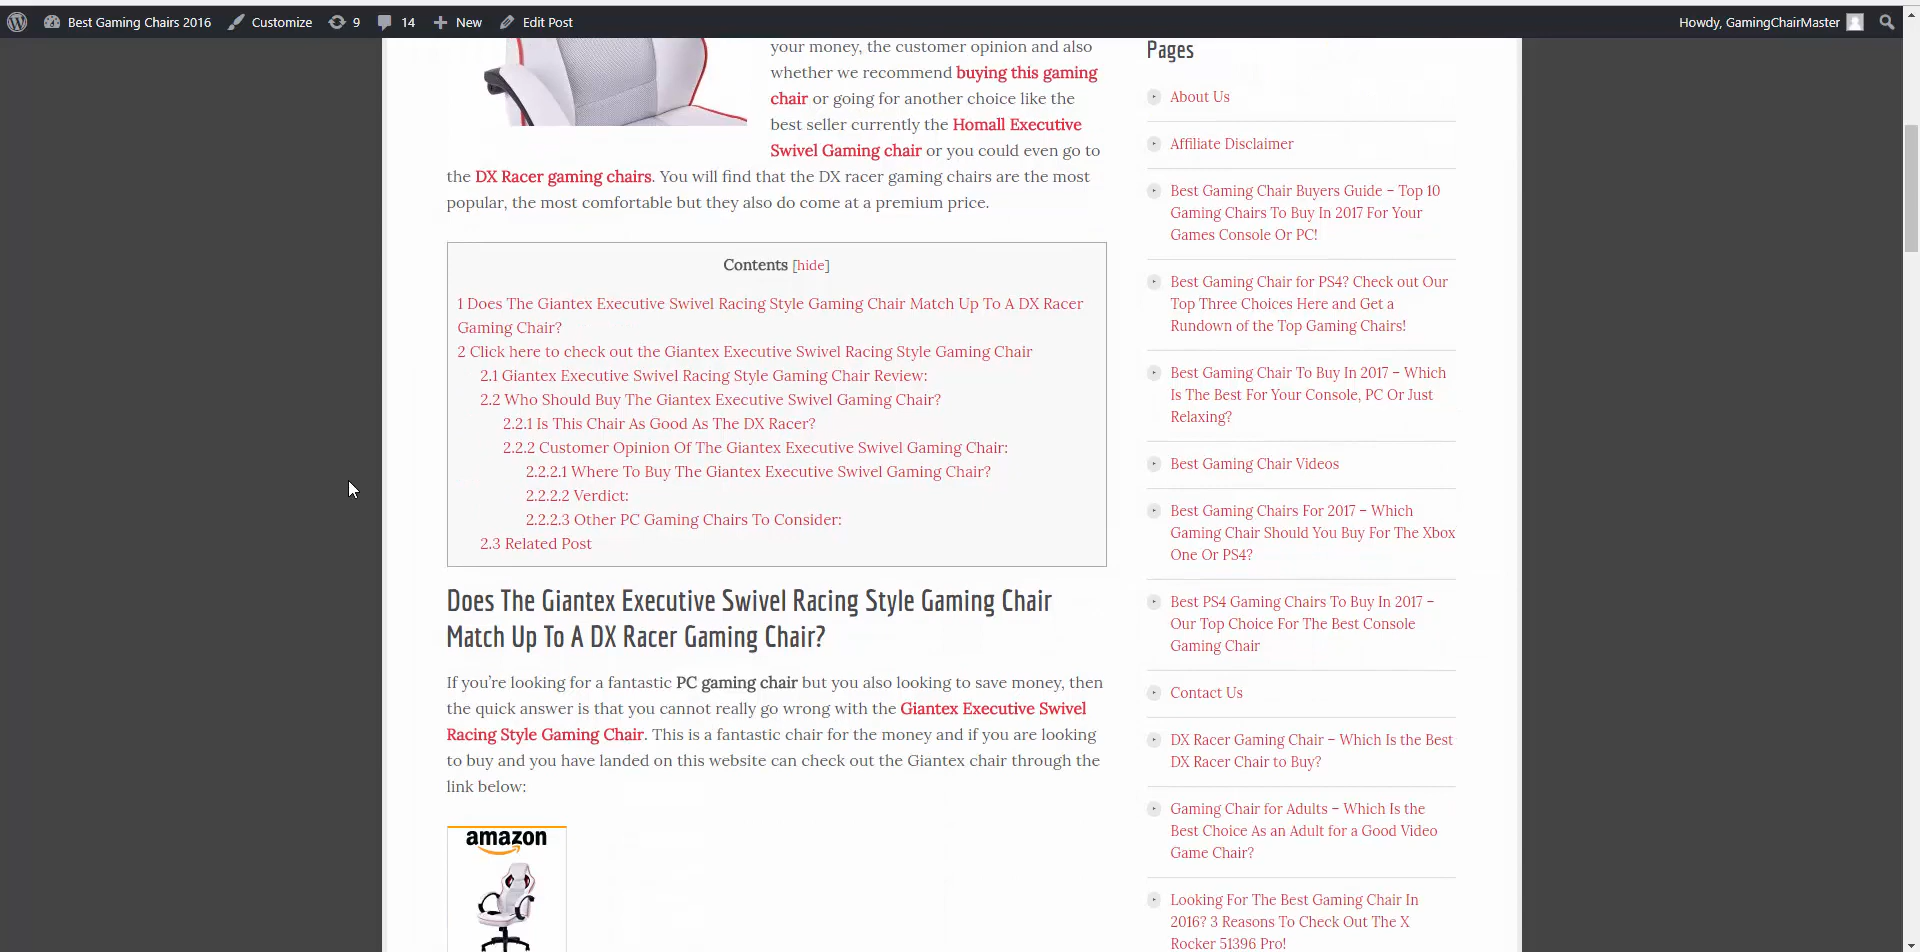 Best Gaming Chairs 2016 Customize 9 14 New Edit Post Howdy, GamingChairMaster
your money, the customer opinion and also
whether we recommend buying this gaming
chair or going for another choice like the
best seller currently the Homall Executive
Swivel Gaming chair or you could even go to
the DX Racer gaming chairs. You will find that the DX racer gaming chairs are the most
popular, the most comfortable but they also do come at a premium price.
Contents [hide]
1 Does The Giantex Executive Swivel Racing Style Gaming Chair Match Up To A DX Racer
Gaming Chair?
2 Click here to check out the Giantex Executive Swivel Racing Style Gaming Chair
2.1 Giantex Executive Swivel Racing Style Gaming Chair Review:
2.2 Who Should Buy The Giantex Executive Swivel Gaming Chair?
2.2.1 Is This Chair As Good As The DX Racer?
2.2.2 Customer Opinion Of The Giantex Executive Swivel Gaming Chair:
2.2.2.1 Where To Buy The Giantex Executive Swivel Gaming Chair?
2.2.2.2 Verdict:
2.2.2.3 Other PC Gaming Chairs To Consider:
2.3 Related Post
Does The Giantex Executive Swivel Racing Style Gaming Chair
Match Up To A DX Racer Gaming Chair?
If you're looking for a fantastic PC gaming chair but you also looking to save money, then
the quick answer is that you cannot really go wrong with the Giantex Executive Swivel
Racing Style Gaming Chair. This is a fantastic chair for the money and if you are looking
to buy and you have landed on this website can check out the Giantex chair through the
link below:
amazon
Pages
About Us
Affiliate Disclaimer
Best Gaming Chair Buyers Guide – Top 10
Gaming Chairs To Buy In 2017 For Your
Games Console Or PC!
Best Gaming Chair for PS4? Check out Our
Top Three Choices Here and Get a
Rundown of the Top Gaming Chairs!
Best Gaming Chair To Buy In 2017 – Which
Is The Best For Your Console, PC Or Just
Relaxing?
Best Gaming Chair Videos
Best Gaming Chairs For 2017 – Which
Gaming Chair Should You Buy For The Xbox
One Or PS4?
Best PS4 Gaming Chairs To Buy In 2017 –
Our Top Choice For The Best Console
Gaming Chair
Contact Us
DX Racer Gaming Chair – Which Is the Best
DX Racer Chair to Buy?
Gaming Chair for Adults – Which Is the
Best Choice As an Adult for a Good Video
Game Chair?
Looking For The Best Gaming Chair In
2016? 3 Reasons To Check Out The X
Rocker 51396 Pro!